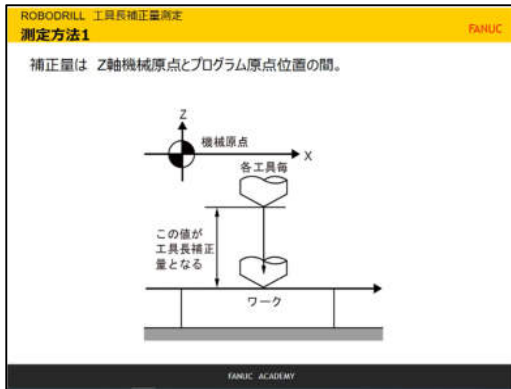 ROBODRILL 工具長補正量測定
測定方法1
FANUC
補正量は Z軸機械原点とプログラム原点位置の間。
Z
機械原点
X
各工具毎
この値が
工具長補正
量となる
ワーク
FANUC ACADEMY